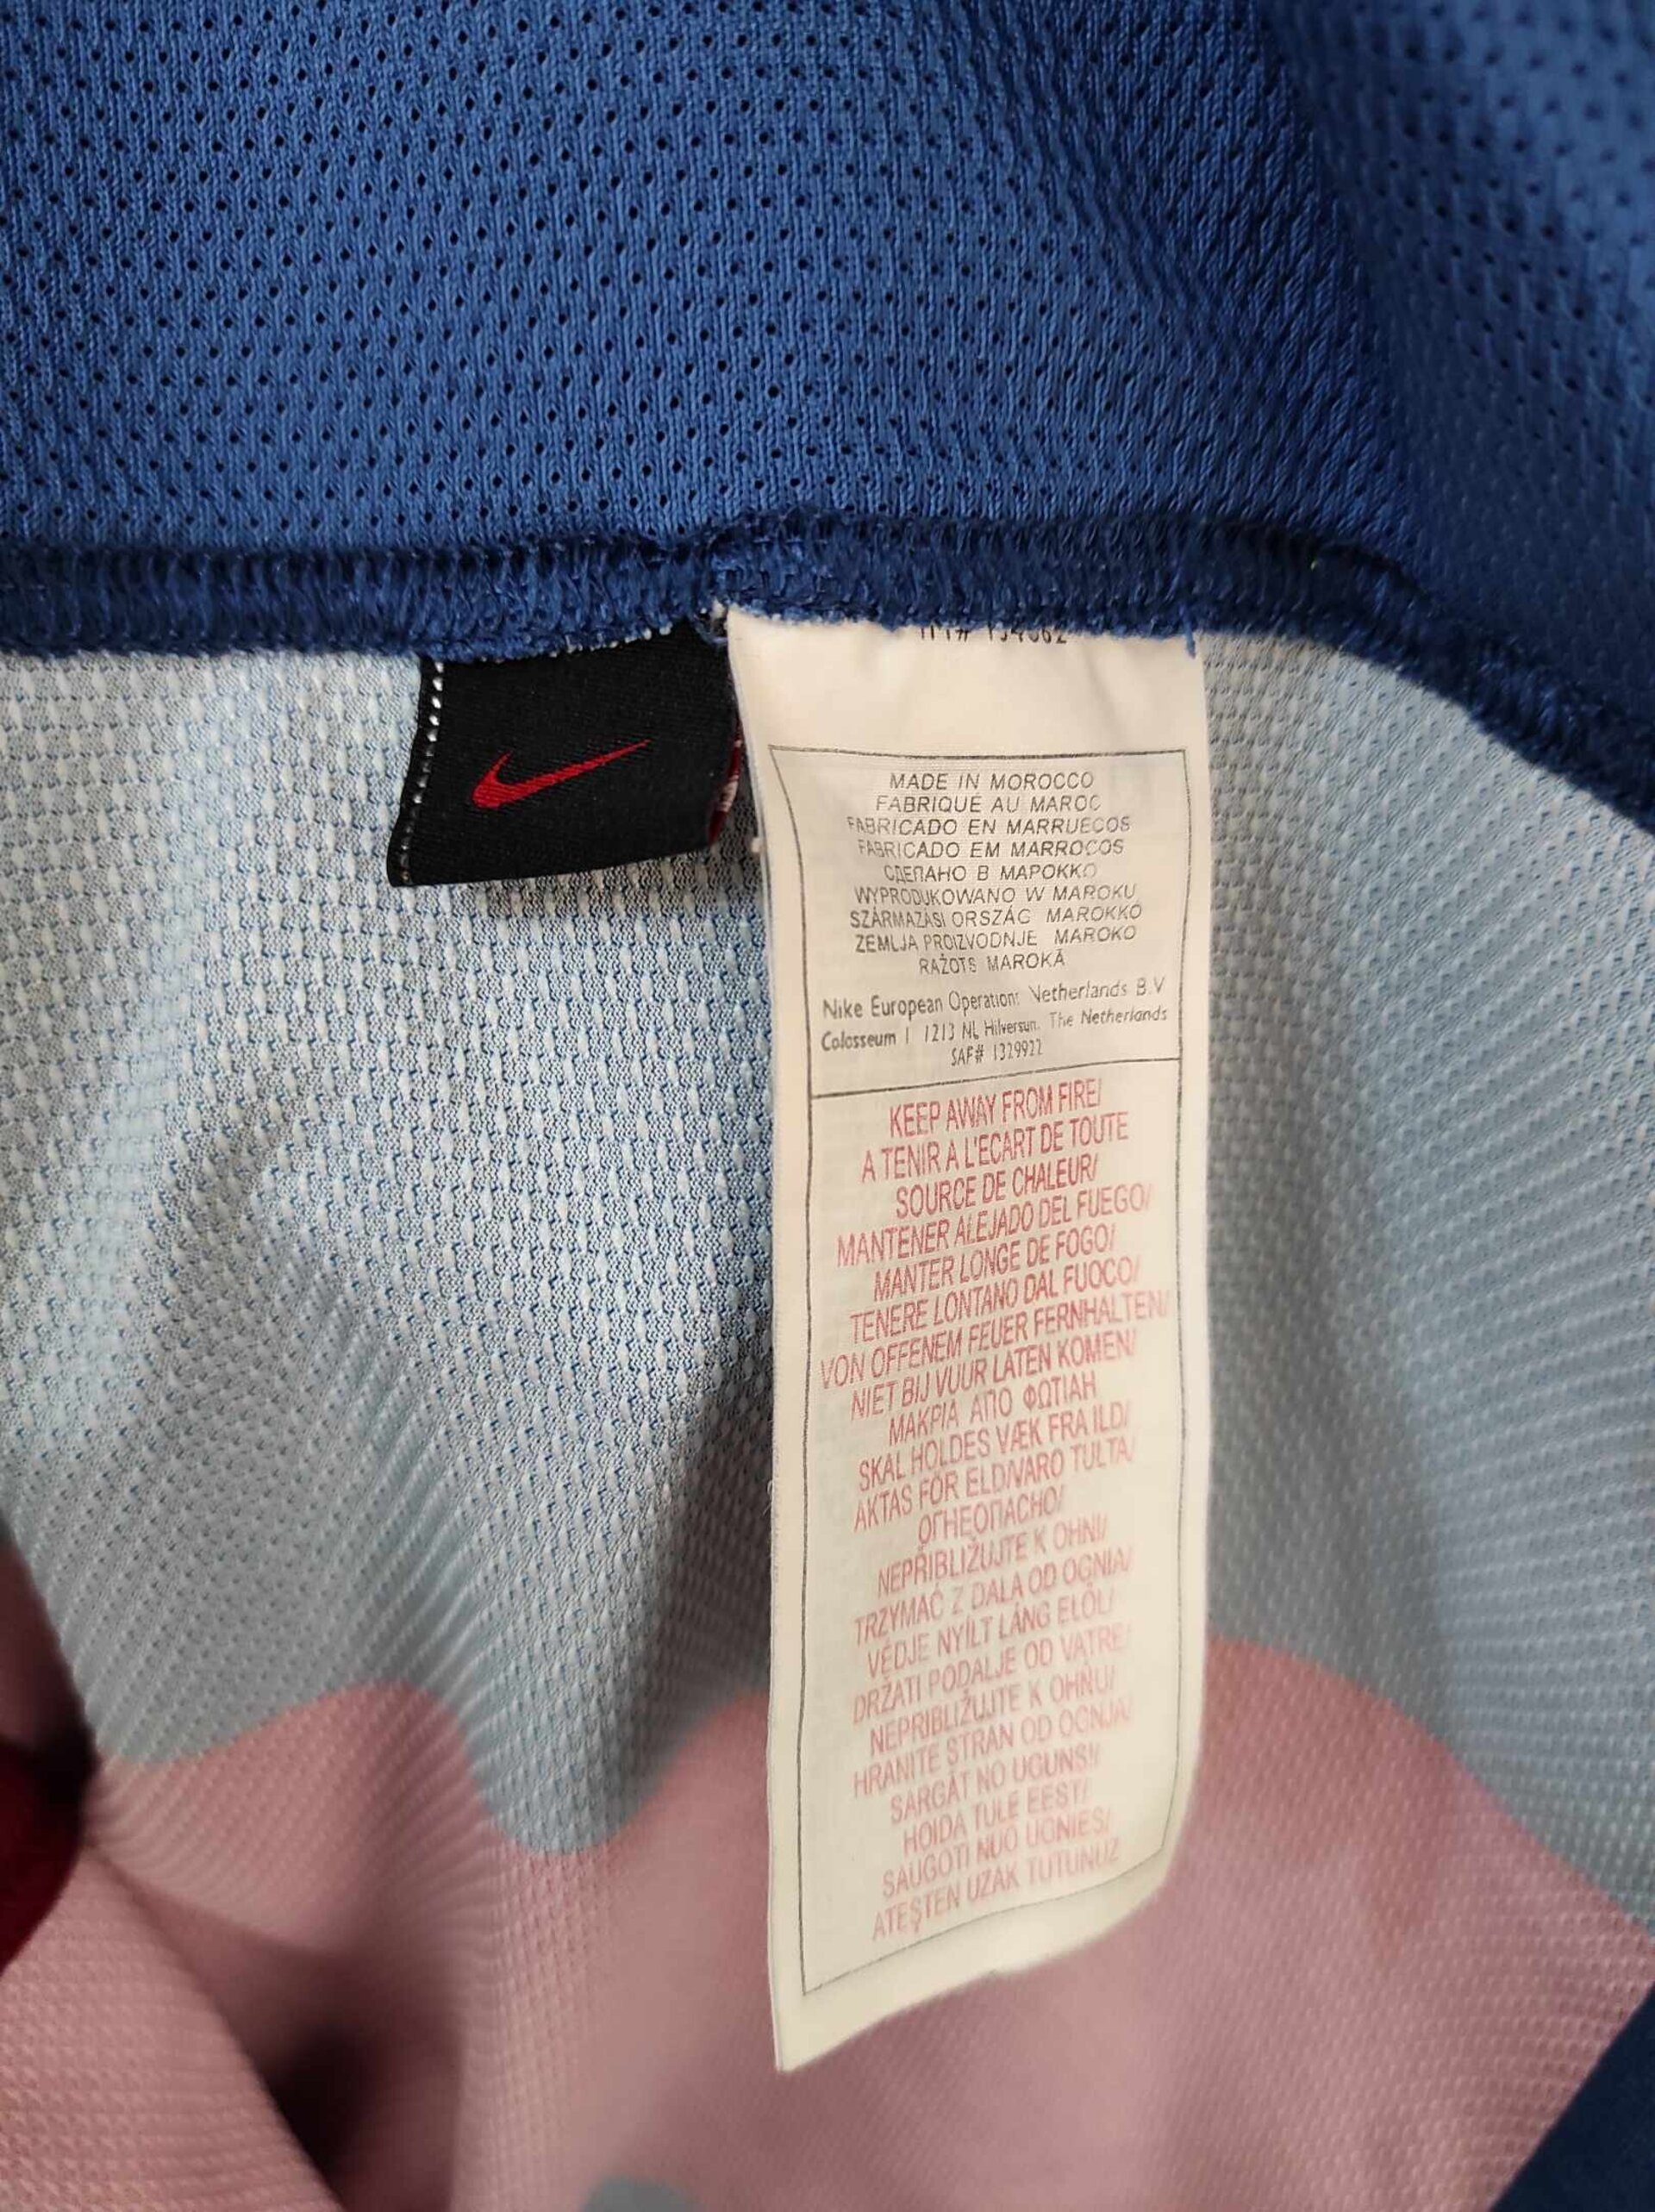 MADE IN MOROCCO
FABRIQUÉ AU MAROC
FABRICADO EN MARRUECOS
FABRICADO EM MARROCOS
СДЕПАНО В МАРОККО
WYPRODUKOWANO W MAROKU
SZÁRMAZÁSI ORSZÁG MAROKKO
ZEMLJA PROIZVODNJE MAROKO
RAŽOTS MAROKĀ
Nike European Operations Netherlands B.V
Colosseum 1 1213 NL Hilversum, The Netherlands
SAF# 1329922
KEEP AWAY FROM FIRE/
A TENIR A L'ECART DE TOUTE
SOURCE DE CHALEUR/
MANTENER ALEJADO DEL FUEGO/
MANTER LONGE DE FOGO/
TENERE LONTANO DAL FUOCO/
VON OFFENEM FEUER FERNHALTEN/
NIET BIJ VUUR LATEN KOMEN/
ΜΑΚΡΙΑ ΑΠΟ ΦΩΤΙΑΗ
SKAL HOLDES VÆK FRA ILD/
AKTAS FÖR ELD/VARO TULTA/
ОГНЕОПАСНО/
NEPŘIBLIŽUJTE K OHNI/
TRZYMAĆ Z DALA OD OGNIA/
VÉDJE NYÍLT LÁNG ELŐL/
DRŽATI PODALJE OD VATRE/
NEPRIBLIŽUJTE K OHŇU/
HRANITE STRAN OD OGNJA/
SARGĀT NO UGUNS!/
HOIDA TULE EEST/
SAUGOTI NUO UGNIES/
ATEŞTEN UZAK TUTUNUZ